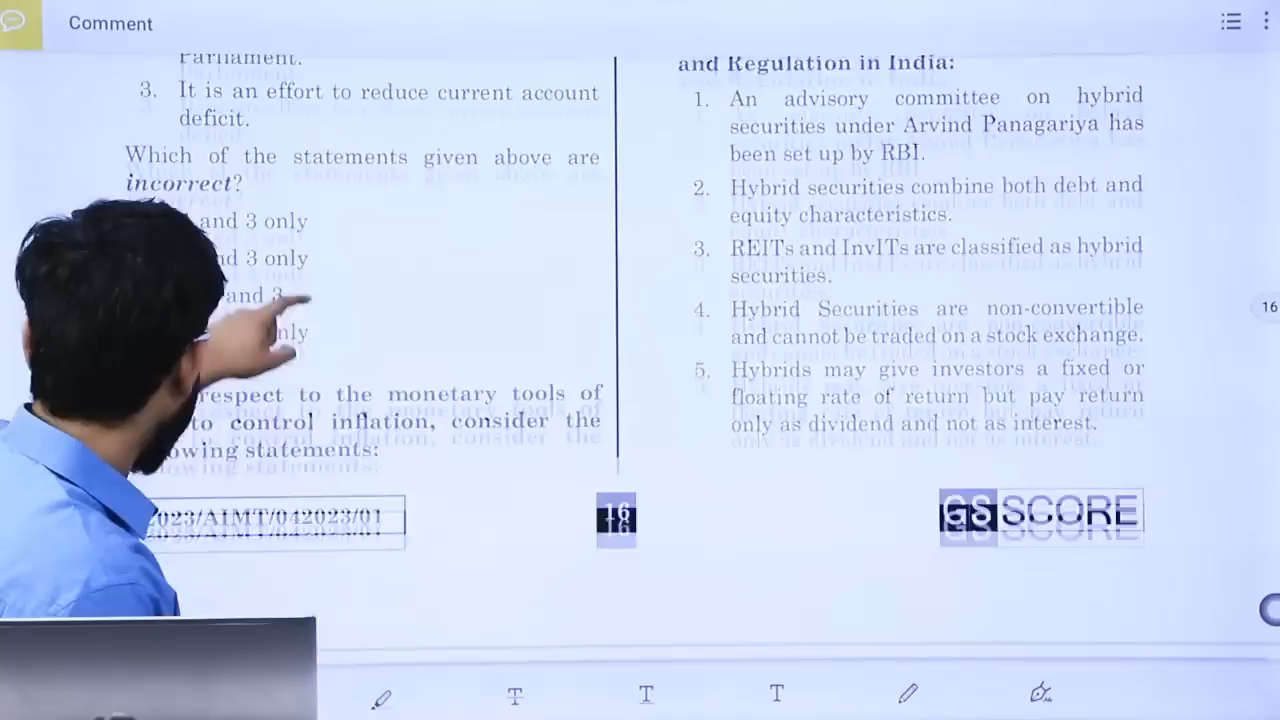 Comment
Parliament.
3. It is an effort to reduce current account
deficit.
Which of the statements given above are
incorrect?
and 3 only
3 only
and 3
only
respect to the monetary tools of
to control inflation, consider the
statements:
2023/AIMT/042023/01
16
and Regulation in India:
1. An advisory committee on hybrid
securities under Arvind Panagariya has
been set up by RBI.
2. Hybrid securities combine both debt and
equity characteristics.
3. REITs and InvITs are classified as hybrid
securities.
4. Hybrid Securities are non-convertible
and cannot be traded on a stock exchange.
5. Hybrids may give investors a fixed or
floating rate of return but pay return
only as dividend and not as interest.
GS SCORE
16
T
T
T